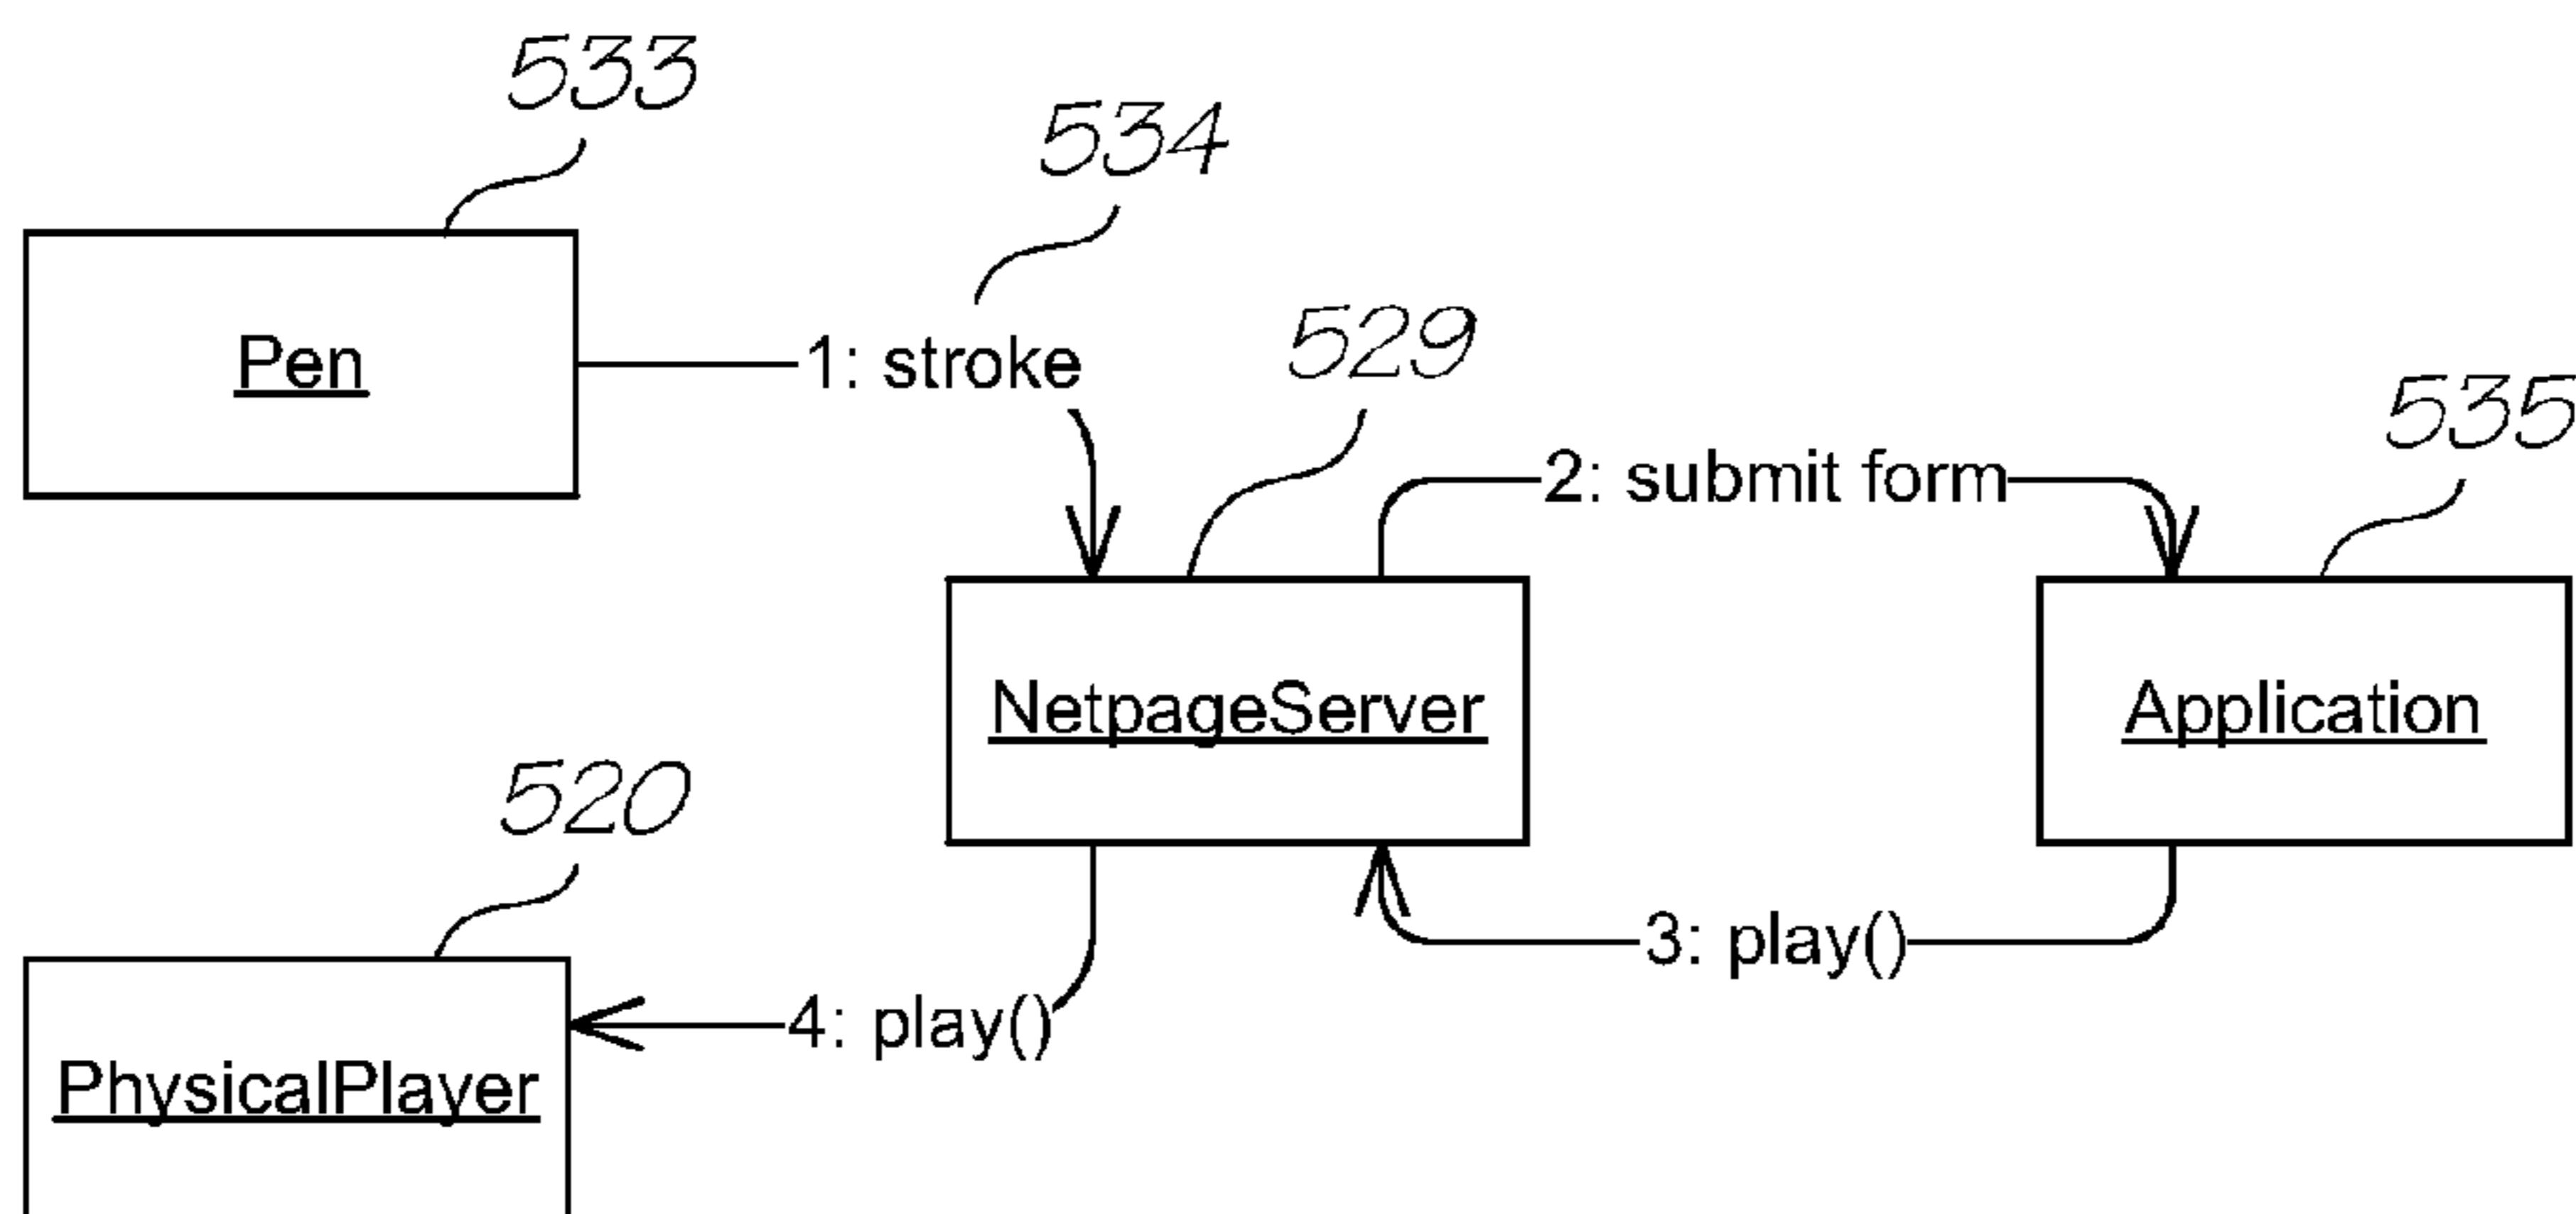 533
534
Pen
1: stroke
529
535
2: submit form
NetpageServer
Application
520
3: play()
4: play()
PhysicalPlayer